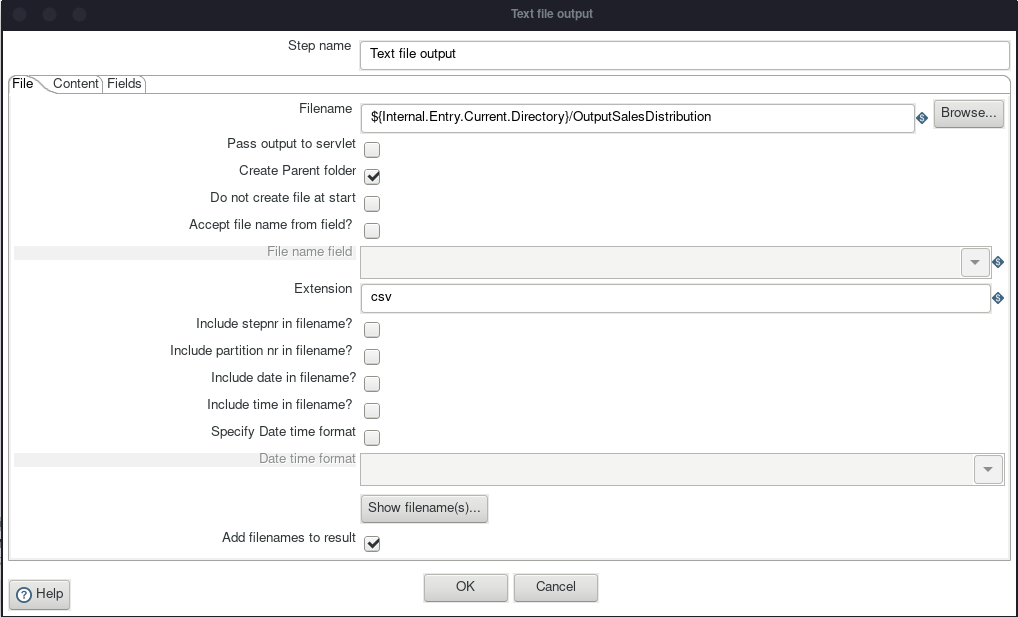 Text file output
Step name Text file output
File Content Fields
Filename ${Internal.Entry.Current.Directory}/OutputSalesDistribution Browse...
Pass output to servlet
Create Parent folder
Do not create file at start
Accept file name from field?
File name field
Extension csv
Include stepnr in filename?
Include partition nr in filename?
Include date in filename?
Include time in filename?
Specify Date time format
Date time format
Show filename(s)...
Add filenames to result
Help OK Cancel